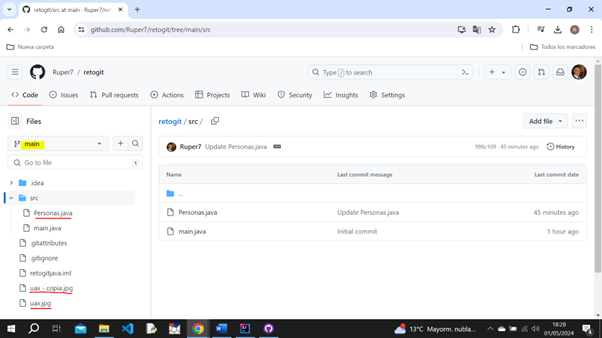 retogit/src at main · Ruper7/ret
github.com/Ruper7/retogit/tree/main/src
Nueva carpeta
Todos los marcadores
Ruper7 / retogit
Type / to search
Code
Issues
Pull requests
Actions
Projects
Wiki
Security
Insights
Settings
Files
main
Go to file
.idea
src
Personas.java
main.java
.gitattributes
.gitignore
retogitjava.iml
uax - copia.jpg
uax.jpg
retogit / src /
Add file
Ruper7 Update Personas.java
986c109 · 45 minutes ago
History
Name Last commit message Last commit date
..
Personas.java Update Personas.java 45 minutes ago
main.java Initial commit 1 hour ago
13°C Mayorm. nubla...
18:28
01/05/2024